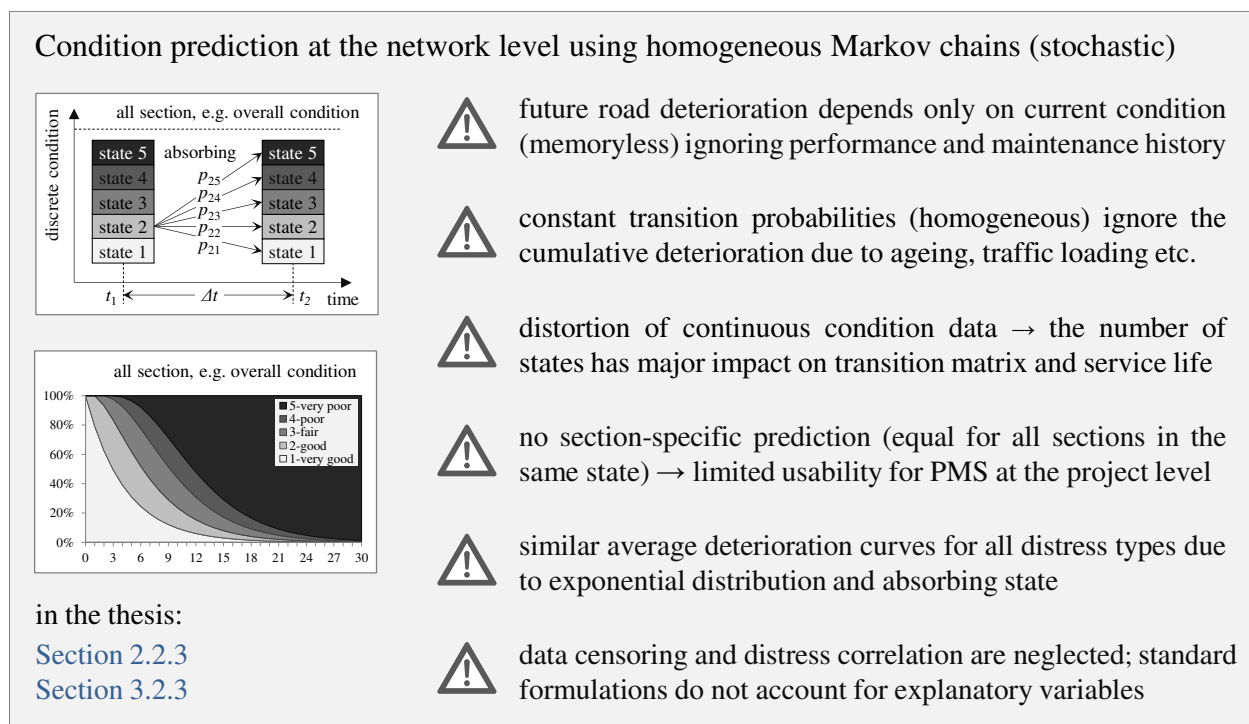 Condition prediction at the network level using homogeneous Markov chains (stochastic)
all section, e.g. overall condition
discrete condition
state 5
absorbing
state 5
state 4
p25
state 4
p24
state 3
p23
state 3
state 2
p22
state 2
state 1
p21
state 1
t1
Δt
t2
time
all section, e.g. overall condition
100%
80%
60%
40%
20%
0%
5-very poor
4-poor
3-fair
2-good
1-very good
0 3 6 9 12 15 18 21 24 27 30
in the thesis:
Section 2.2.3
Section 3.2.3
future road deterioration depends only on current condition
(memoryless) ignoring performance and maintenance history
constant transition probabilities (homogeneous) ignore the
cumulative deterioration due to ageing, traffic loading etc.
distortion of continuous condition data → the number of
states has major impact on transition matrix and service life
no section-specific prediction (equal for all sections in the
same state) → limited usability for PMS at the project level
similar average deterioration curves for all distress types due
to exponential distribution and absorbing state
data censoring and distress correlation are neglected; standard
formulations do not account for explanatory variables